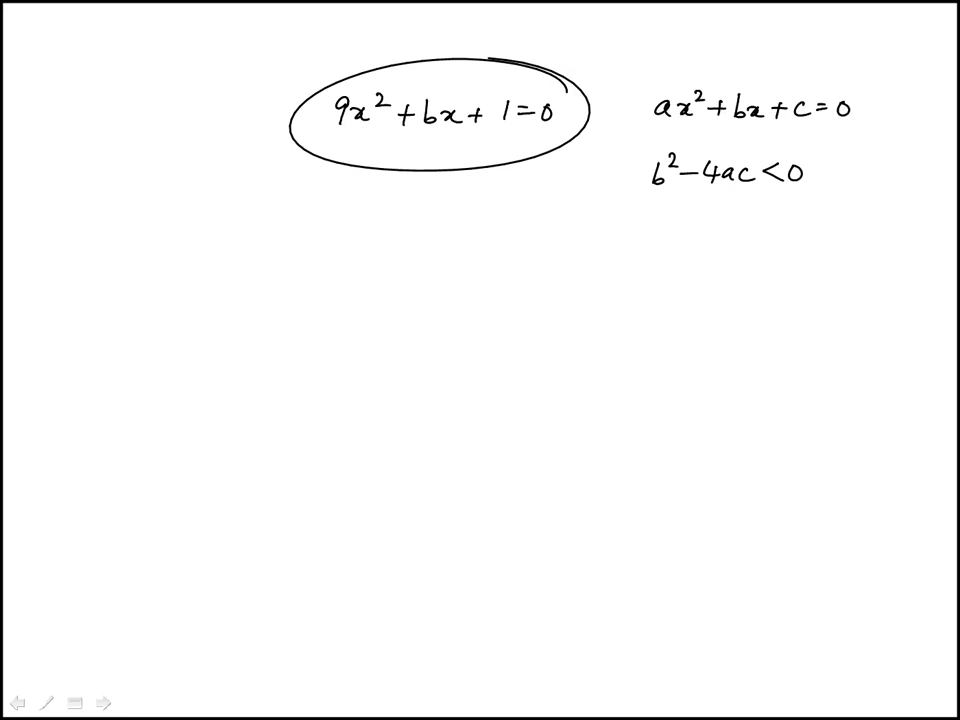 9x² + bx + 1 = 0
ax² + bx + c = 0
b² - 4ac < 0